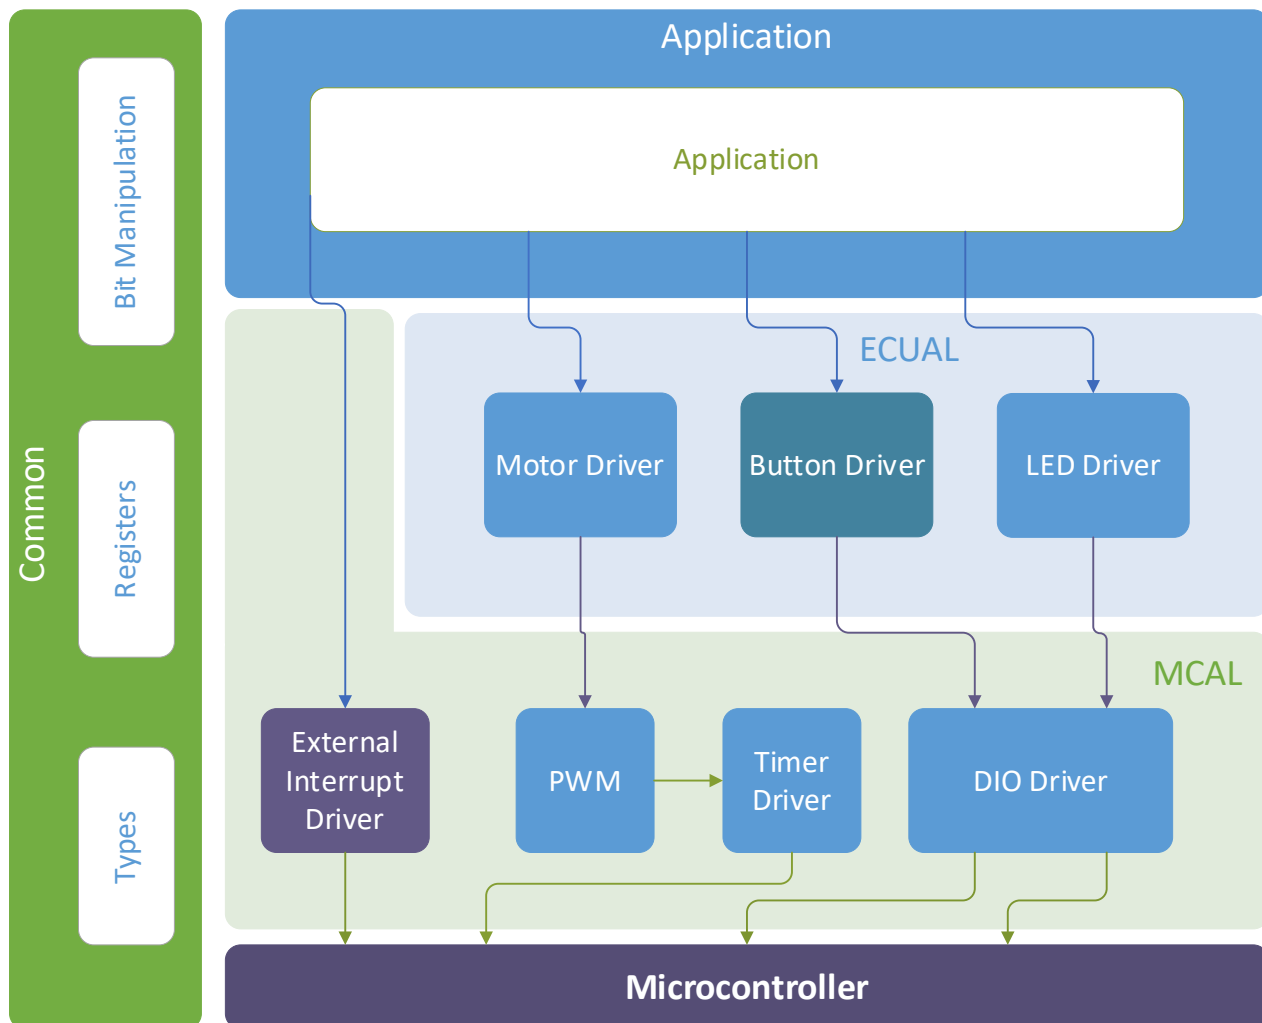 Common
Bit Manipulation
Registers
Types
Application
Application
ECUAL
Motor Driver
Button Driver
LED Driver
MCAL
External
Interrupt
Driver
PWM
Timer
Driver
DIO Driver
Microcontroller